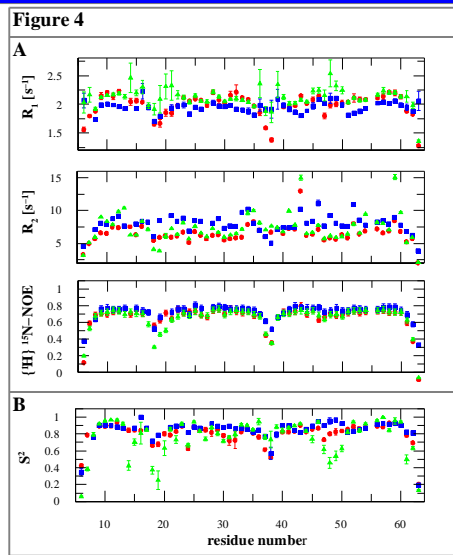 Figure 4
A
R1 [s⁻¹]
2.5
2
1.5
R2 [s⁻¹]
15
10
5
{¹H} ¹⁵N–NOE
1
0.8
0.6
0.4
0.2
0
B
S²
1
0.8
0.6
0.4
0.2
0
10 20 30 40 50 60
residue number